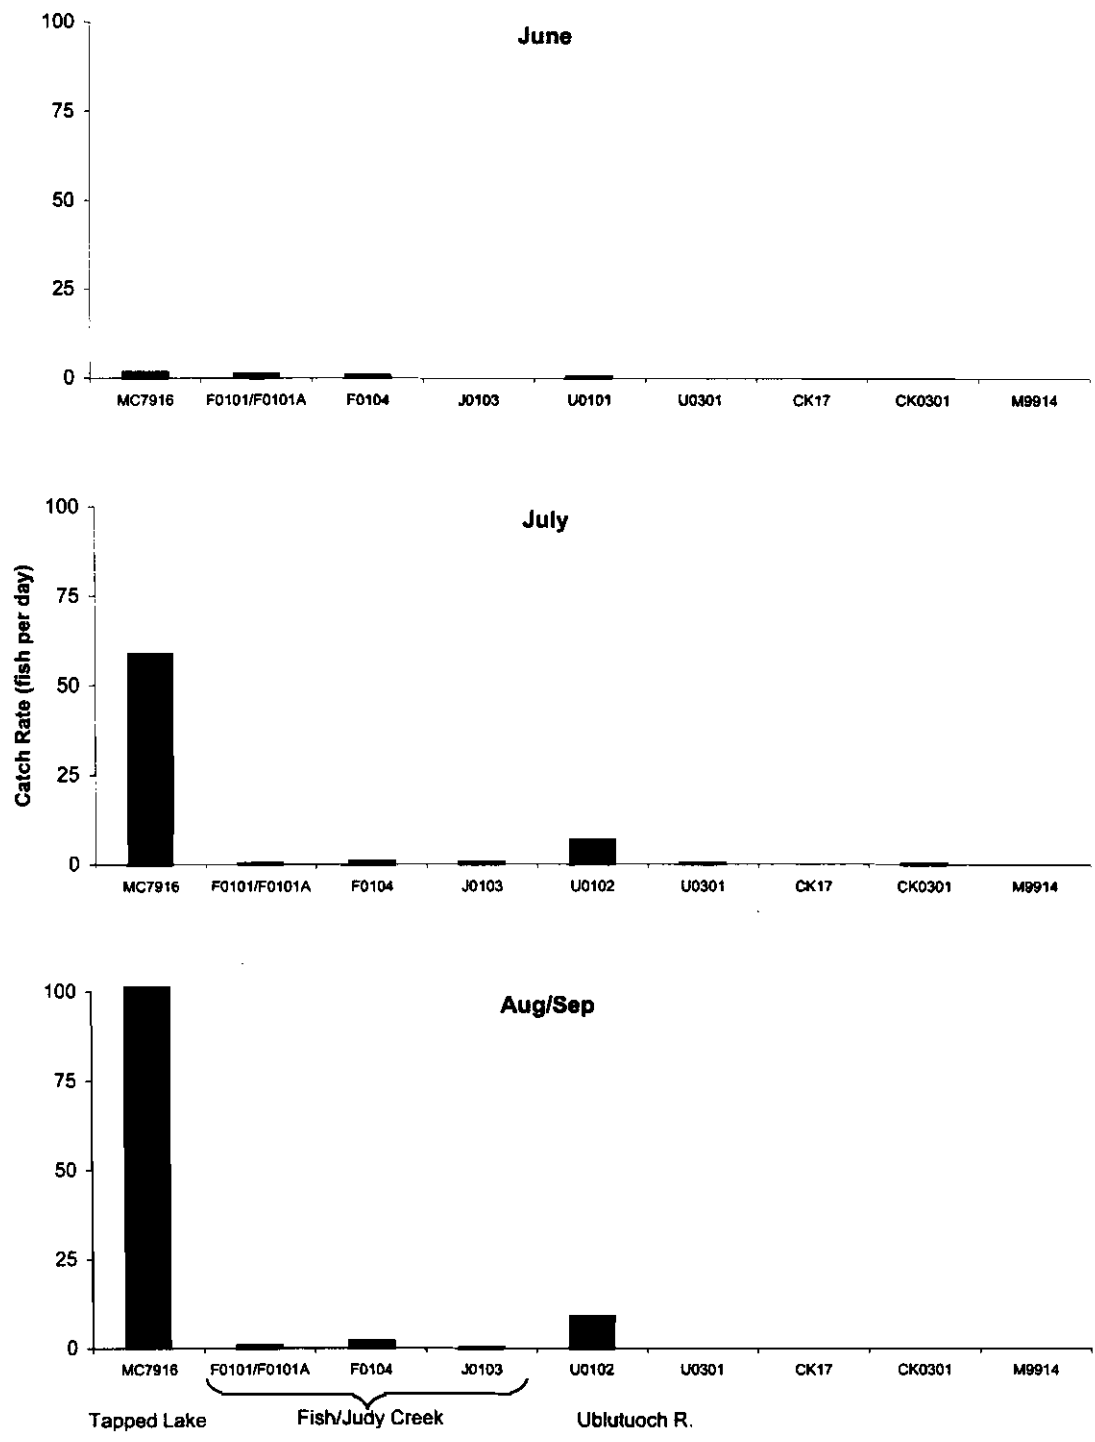 June
100
75
50
25
0
MC7916 F0101/F0101A F0104 J0103 U0101 U0301 CK17 CK0301 M9914
Catch Rate (fish per day)
July
100
75
50
25
0
MC7916 F0101/F0101A F0104 J0103 U0102 U0301 CK17 CK0301 M9914
Aug/Sep
100
75
50
25
0
MC7916 F0101/F0101A F0104 J0103 U0102 U0301 CK17 CK0301 M9914
Tapped Lake Fish/Judy Creek Ublutuoch R.